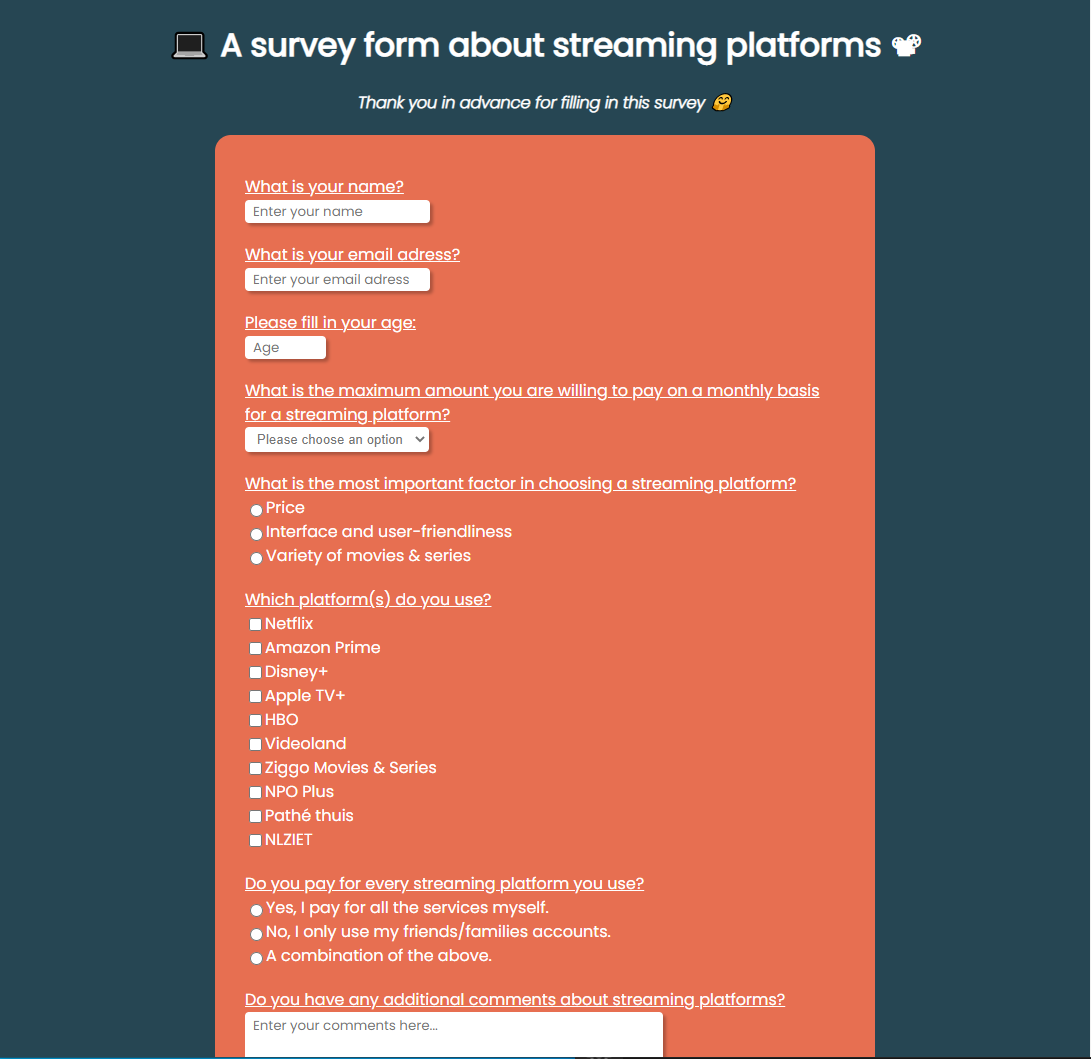 💻 A survey form about streaming platforms 📽
Thank you in advance for filling in this survey 🤗
What is your name?
Enter your name
What is your email adress?
Enter your email adress
Please fill in your age:
Age
What is the maximum amount you are willing to pay on a monthly basis
for a streaming platform?
Please choose an option
What is the most important factor in choosing a streaming platform?
Price
Interface and user-friendliness
Variety of movies & series
Which platform(s) do you use?
Netflix
Amazon Prime
Disney+
Apple TV+
HBO
Videoland
Ziggo Movies & Series
NPO Plus
Pathé thuis
NLZIET
Do you pay for every streaming platform you use?
Yes, I pay for all the services myself.
No, I only use my friends/families accounts.
A combination of the above.
Do you have any additional comments about streaming platforms?
Enter your comments here...